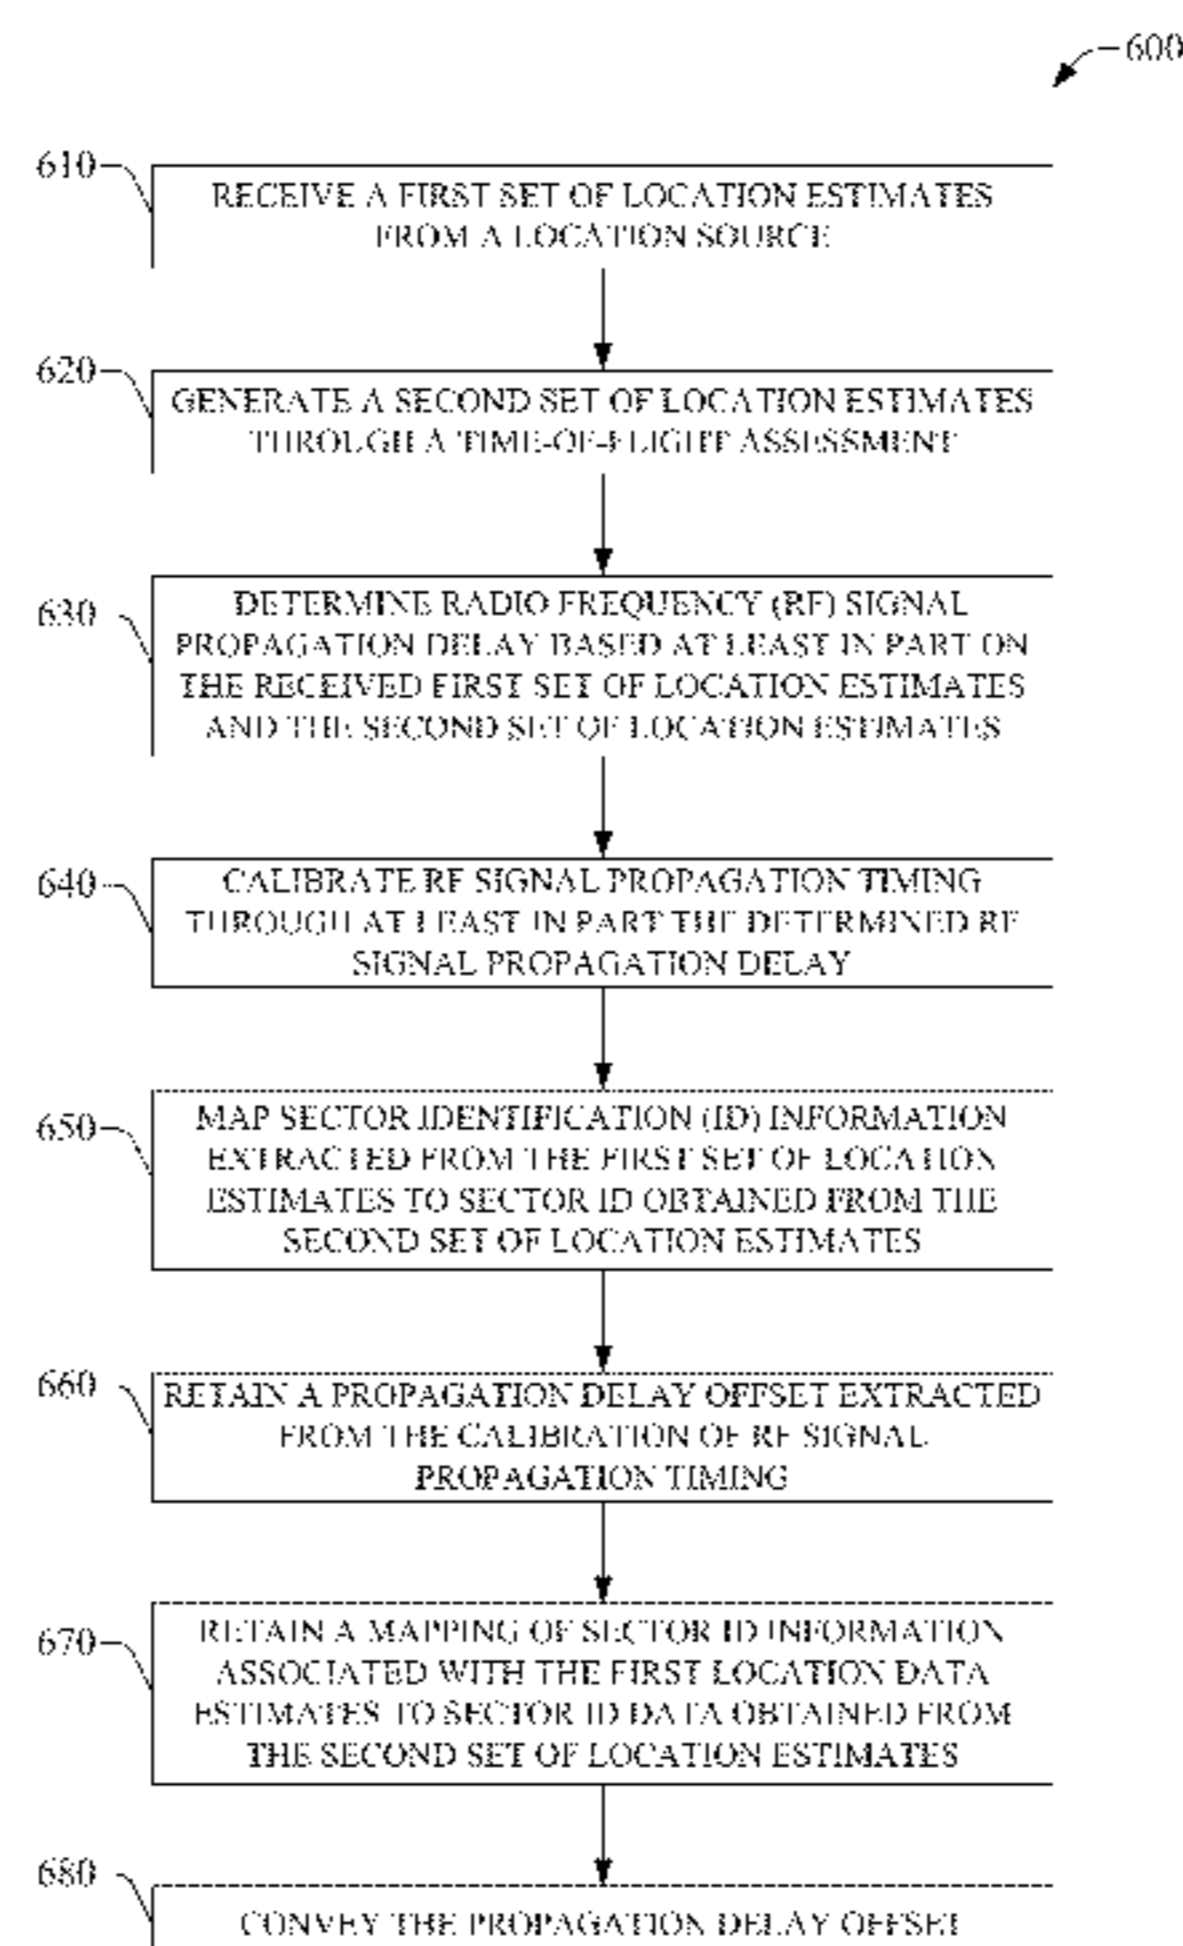 600
610
RECEIVE A FIRST SET OF LOCATION ESTIMATES
FROM A LOCATION SOURCE
620
GENERATE A SECOND SET OF LOCATION ESTIMATES
THROUGH A TIME-OF-FLIGHT ASSESSMENT
630
DETERMINE RADIO FREQUENCY (RF) SIGNAL
PROPAGATION DELAY BASED AT LEAST IN PART ON
THE RECEIVED FIRST SET OF LOCATION ESTIMATES
AND THE SECOND SET OF LOCATION ESTIMATES
640
CALIBRATE RF SIGNAL PROPAGATION TIMING
THROUGH AT LEAST IN PART THE DETERMINED RF
SIGNAL PROPAGATION DELAY
650
MAP SECTOR IDENTIFICATION (ID) INFORMATION
EXTRACTED FROM THE FIRST SET OF LOCATION
ESTIMATES TO SECTOR ID OBTAINED FROM THE
SECOND SET OF LOCATION ESTIMATES
660
RETAIN A PROPAGATION DELAY OFFSET EXTRACTED
FROM THE CALIBRATION OF RF SIGNAL
PROPAGATION TIMING
670
RETAIN A MAPPING OF SECTOR ID INFORMATION
ASSOCIATED WITH THE FIRST LOCATION DATA
ESTIMATES TO SECTOR ID DATA OBTAINED FROM
THE SECOND SET OF LOCATION ESTIMATES
680
CONVEY THE PROPAGATION DELAY OFFSET